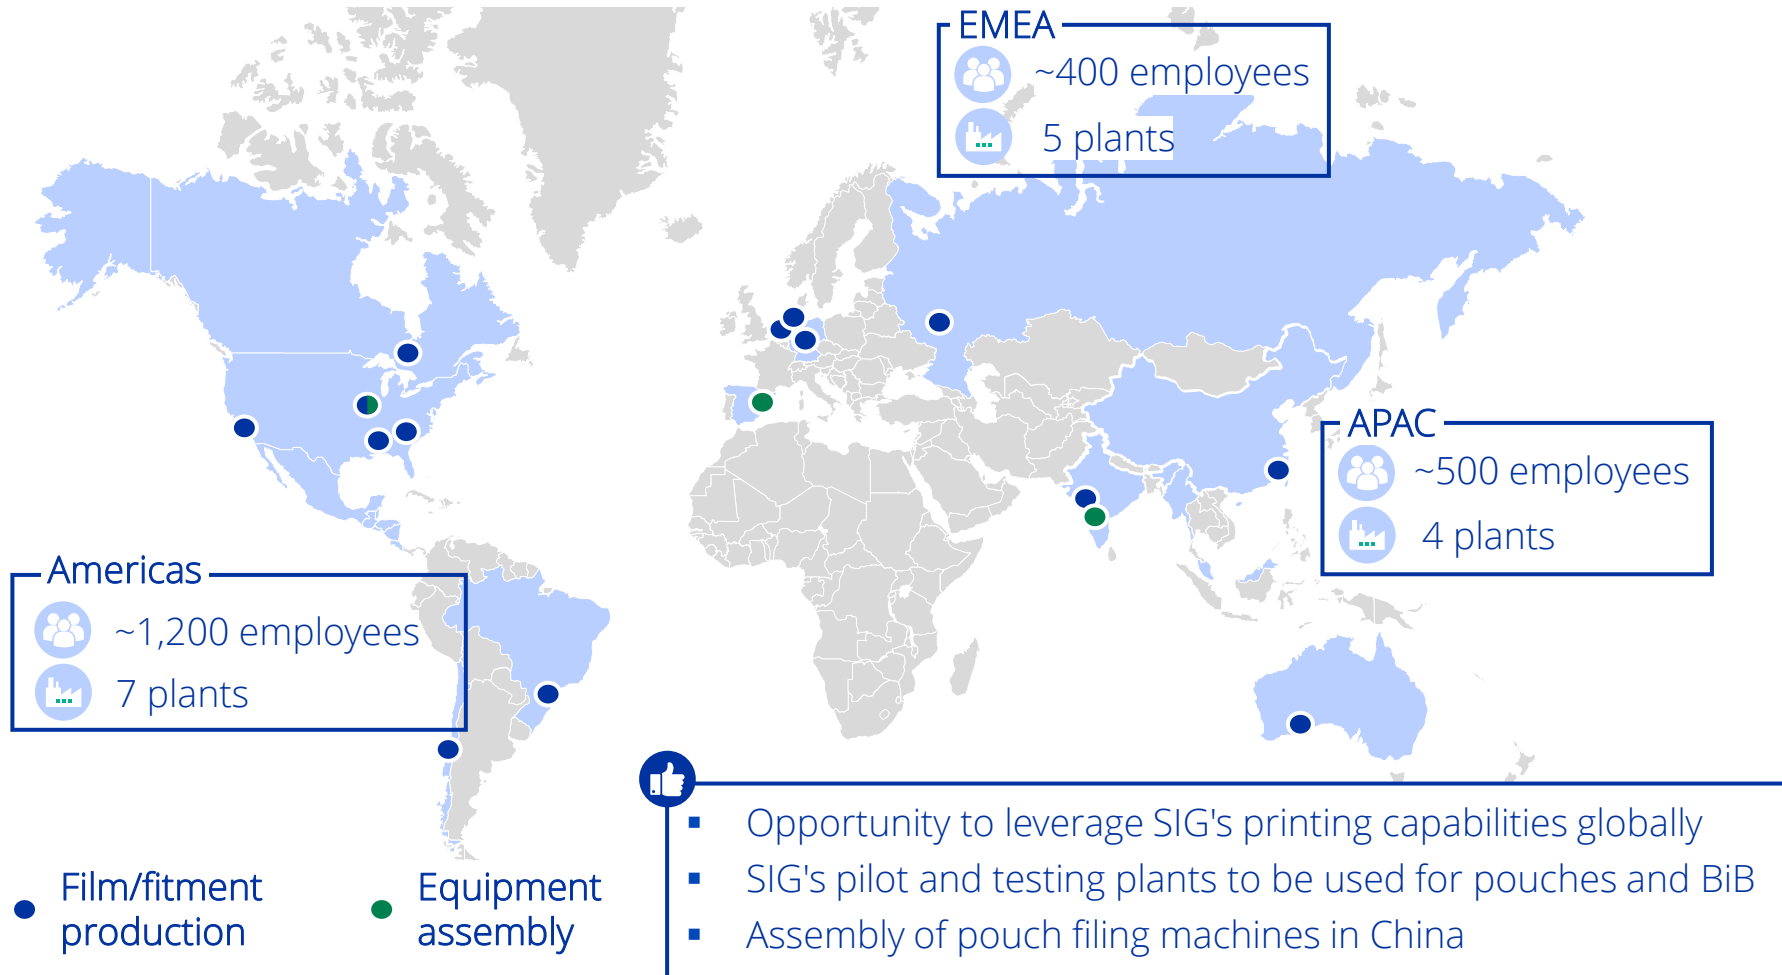 EMEA
~400 employees
5 plants
APAC
~500 employees
4 plants
Americas
~1,200 employees
7 plants
Film/fitment
production
Equipment
assembly
▪ Opportunity to leverage SIG's printing capabilities globally
▪ SIG's pilot and testing plants to be used for pouches and BiB
▪ Assembly of pouch filing machines in China